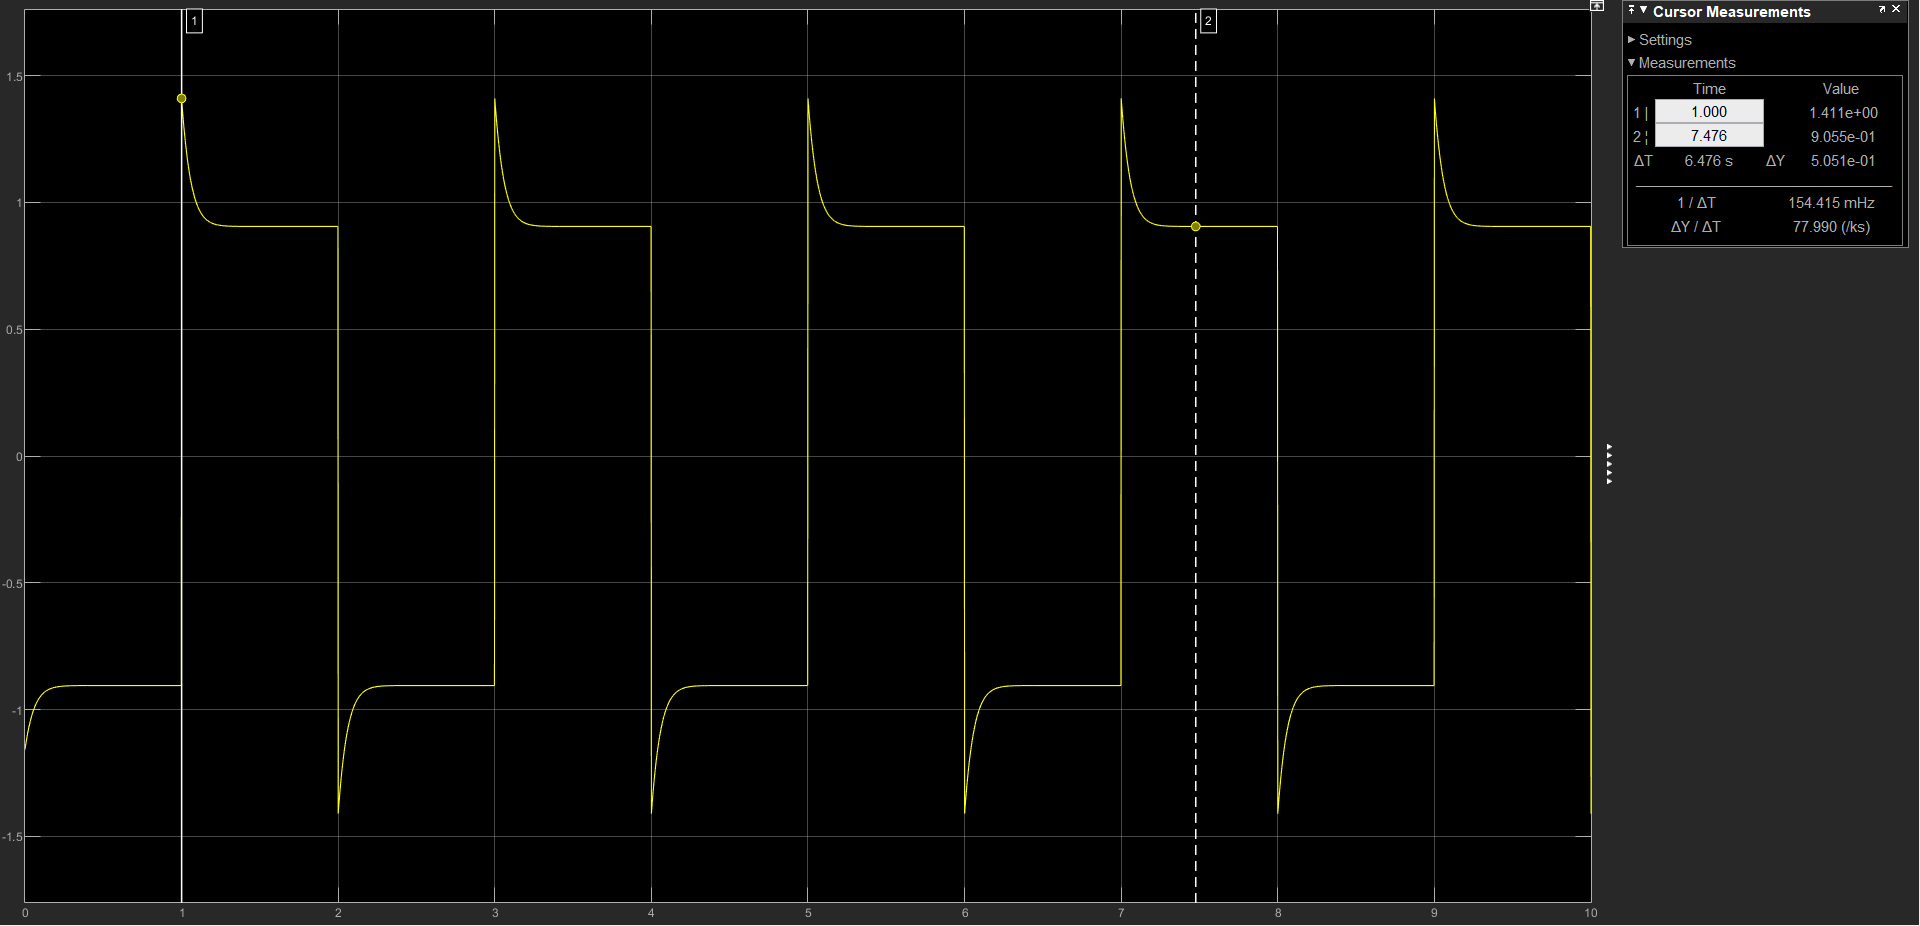 1
2
1.5
1
0.5
0
-0.5
-1
-1.5
0 1 2 3 4 5 6 7 8 9 10
Cursor Measurements
Settings
Measurements
Time Value
1 | 1.000 1.411e+00
2 ¦ 7.476 9.055e-01
ΔT 6.476 s ΔY 5.051e-01
1 / ΔT 154.415 mHz
ΔY / ΔT 77.990 (/ks)